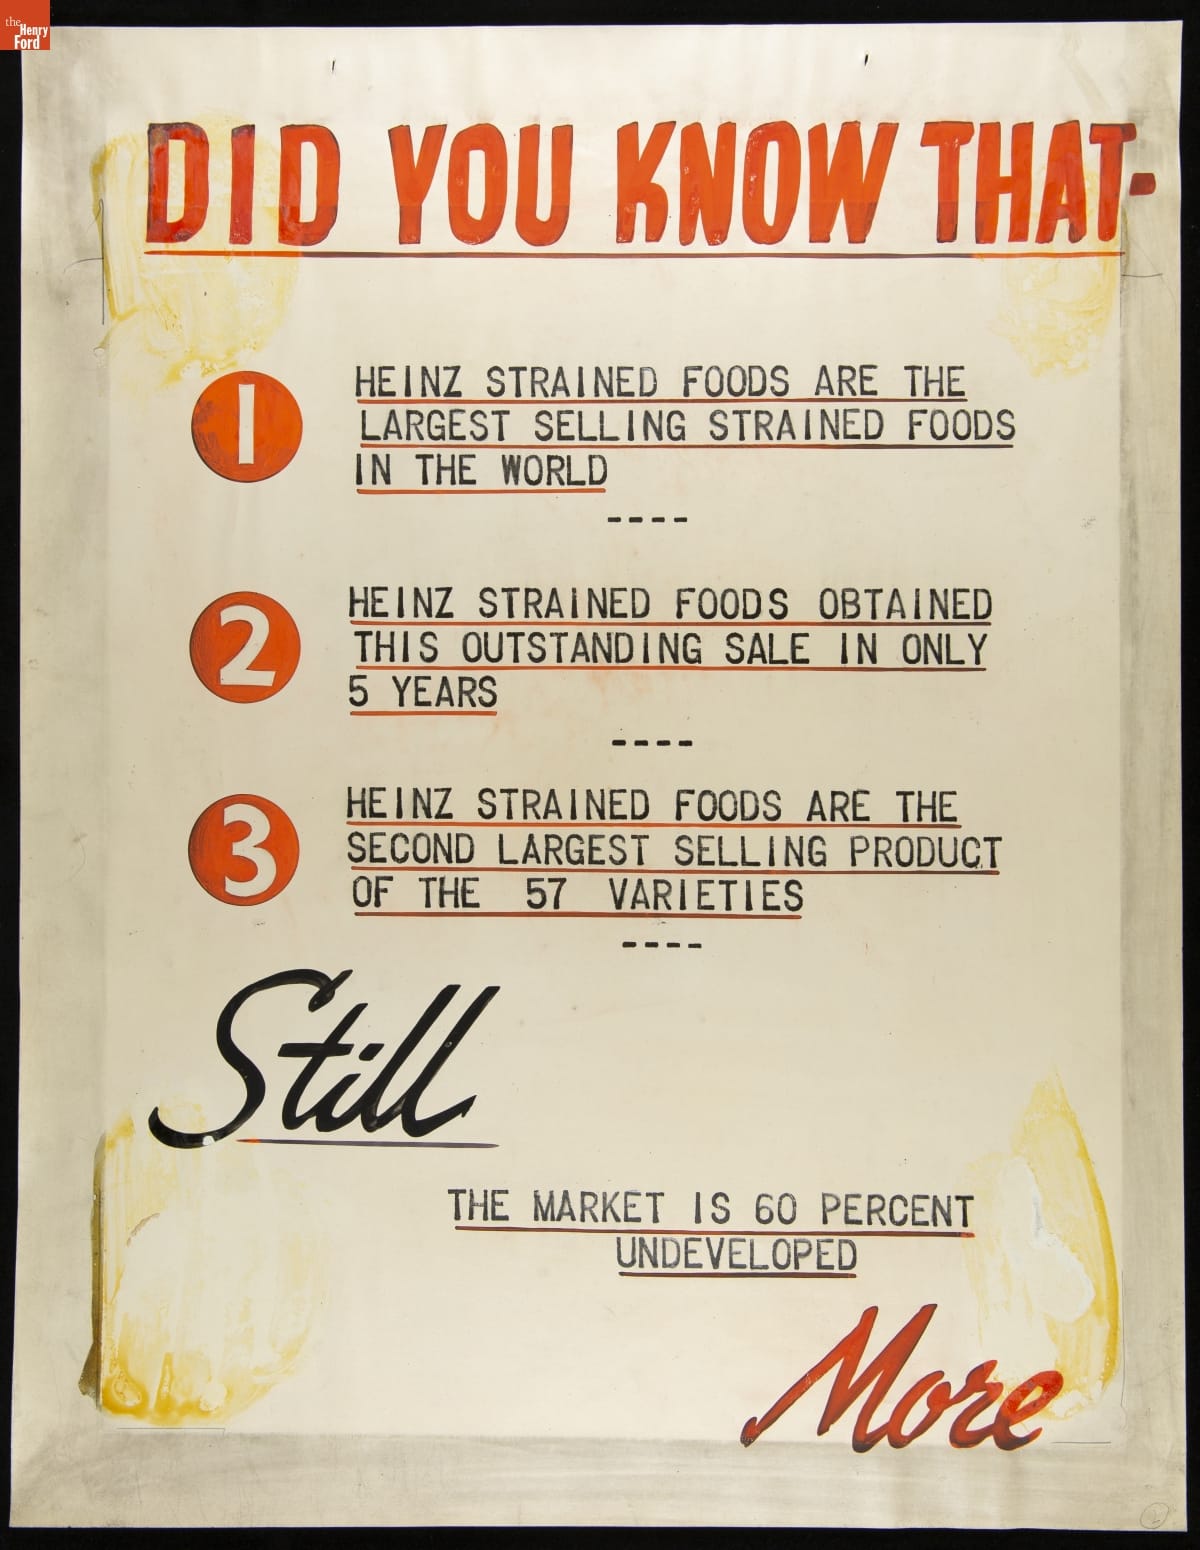 the
Henry
Ford
DID YOU KNOW THAT-
1
HEINZ STRAINED FOODS ARE THE
LARGEST SELLING STRAINED FOODS
IN THE WORLD
----
2
HEINZ STRAINED FOODS OBTAINED
THIS OUTSTANDING SALE IN ONLY
5 YEARS
----
3
HEINZ STRAINED FOODS ARE THE
SECOND LARGEST SELLING PRODUCT
OF THE 57 VARIETIES
----
Still
THE MARKET IS 60 PERCENT
UNDEVELOPED
More
2